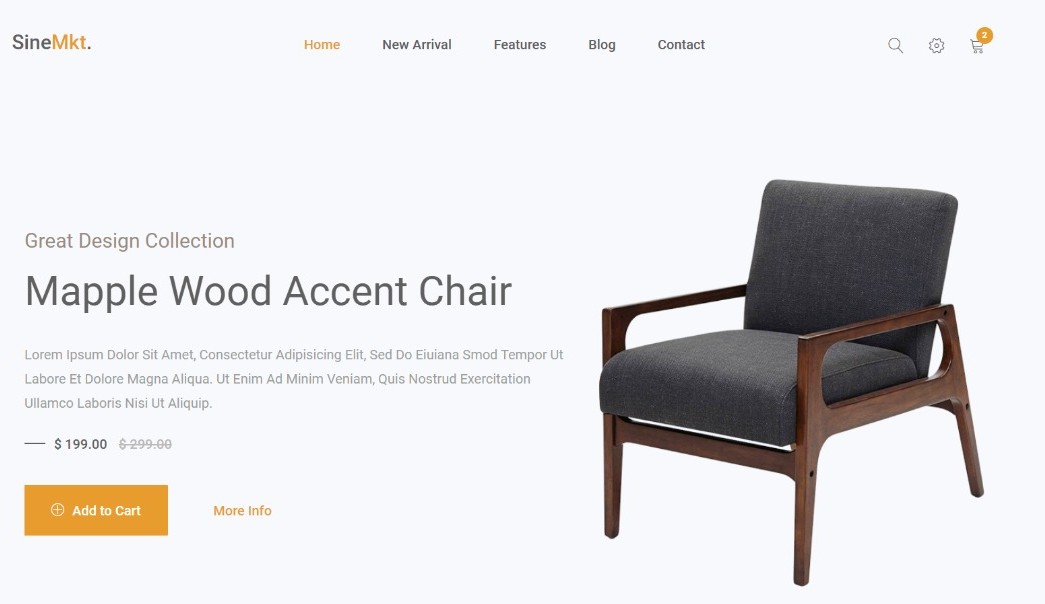 SineMkt.
Home New Arrival Features Blog Contact
2
Great Design Collection
Mapple Wood Accent Chair
Lorem Ipsum Dolor Sit Amet, Consectetur Adipisicing Elit, Sed Do Eiuiana Smod Tempor Ut
Labore Et Dolore Magna Aliqua. Ut Enim Ad Minim Veniam, Quis Nostrud Exercitation
Ullamco Laboris Nisi Ut Aliquip.
$ 199.00 $ 299.00
Add to Cart More Info